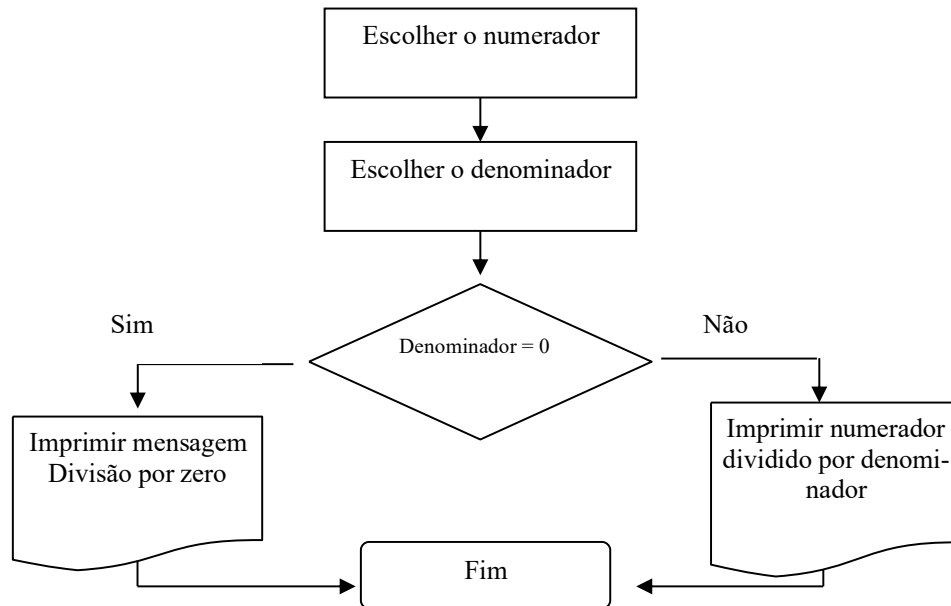 Escolher o numerador
Escolher o denominador
Sim
Não
Denominador = 0
Imprimir mensagem
Divisão por zero
Imprimir numerador
dividido por denomi-
nador
Fim